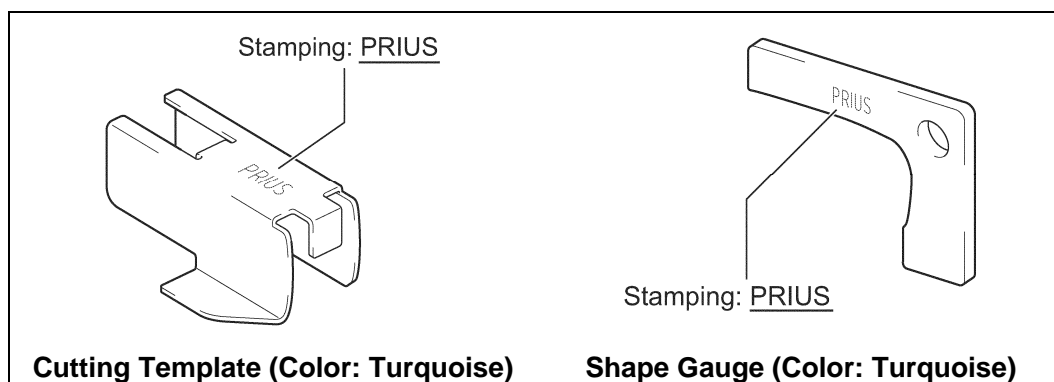 Stamping: PRIUS
PRIUS
Cutting Template (Color: Turquoise)
PRIUS
Stamping: PRIUS
Shape Gauge (Color: Turquoise)